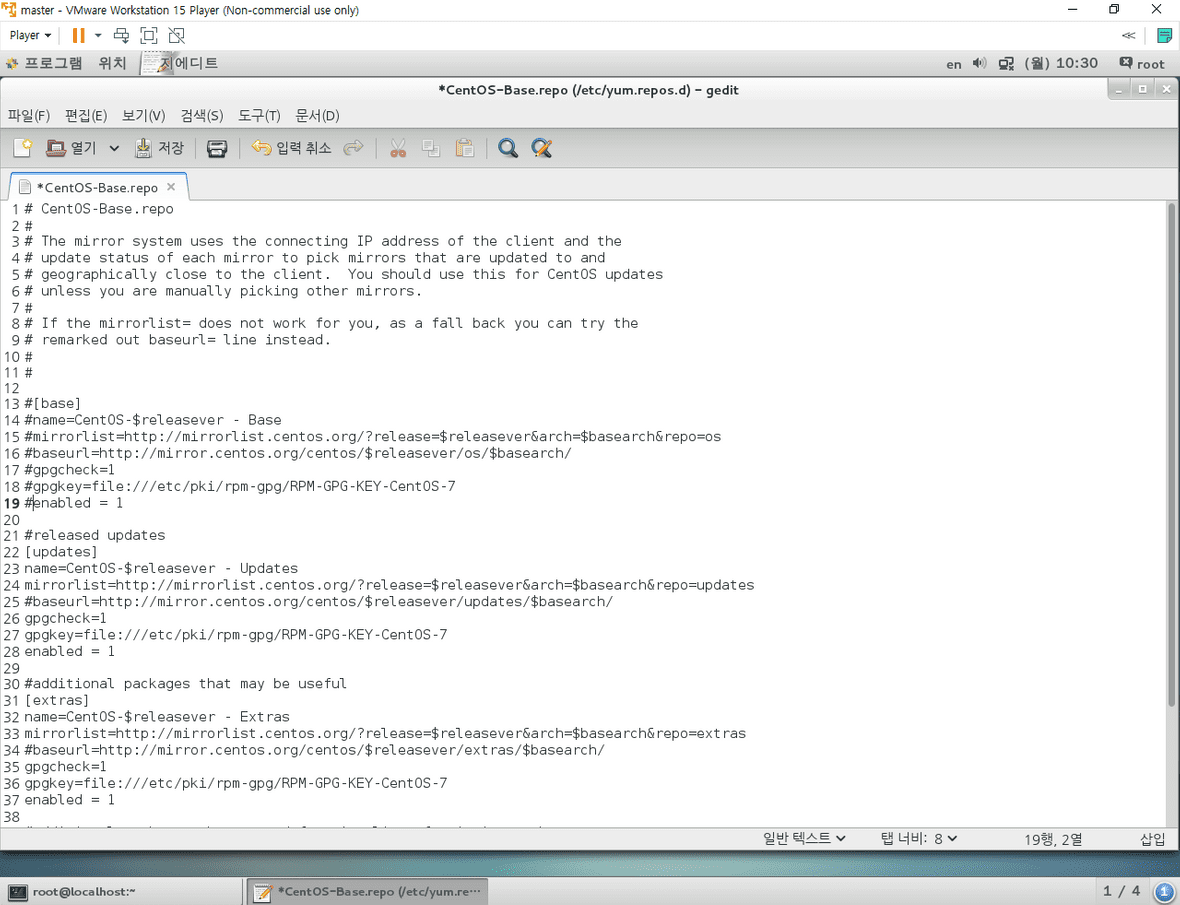 master - VMware Workstation 15 Player (Non-commercial use only)
Player
프로그램 위치 지에디트 en (월) 10:30 root
*CentOS-Base.repo (/etc/yum.repos.d) - gedit
파일(F) 편집(E) 보기(V) 검색(S) 도구(T) 문서(D)
열기 저장 입력 취소
*CentOS-Base.repo
1 # CentOS-Base.repo
2 #
3 # The mirror system uses the connecting IP address of the client and the
4 # update status of each mirror to pick mirrors that are updated to and
5 # geographically close to the client.  You should use this for CentOS updates
6 # unless you are manually picking other mirrors.
7 #
8 # If the mirrorlist= does not work for you, as a fall back you can try the
9 # remarked out baseurl= line instead.
10 #
11 #
12
13 #[base]
14 #name=CentOS-$releasever - Base
15 #mirrorlist=http://mirrorlist.centos.org/?release=$releasever&arch=$basearch&repo=os
16 #baseurl=http://mirror.centos.org/centos/$releasever/os/$basearch/
17 #gpgcheck=1
18 #gpgkey=file:///etc/pki/rpm-gpg/RPM-GPG-KEY-CentOS-7
19 #enabled = 1
20
21 #released updates
22 [updates]
23 name=CentOS-$releasever - Updates
24 mirrorlist=http://mirrorlist.centos.org/?release=$releasever&arch=$basearch&repo=updates
25 #baseurl=http://mirror.centos.org/centos/$releasever/updates/$basearch/
26 gpgcheck=1
27 gpgkey=file:///etc/pki/rpm-gpg/RPM-GPG-KEY-CentOS-7
28 enabled = 1
29
30 #additional packages that may be useful
31 [extras]
32 name=CentOS-$releasever - Extras
33 mirrorlist=http://mirrorlist.centos.org/?release=$releasever&arch=$basearch&repo=extras
34 #baseurl=http://mirror.centos.org/centos/$releasever/extras/$basearch/
35 gpgcheck=1
36 gpgkey=file:///etc/pki/rpm-gpg/RPM-GPG-KEY-CentOS-7
37 enabled = 1
38
일반 텍스트 탭 너비: 8 19행, 2열 삽입
root@localhost:~ *CentOS-Base.repo (/etc/yum.re⋯ 1 / 4 1